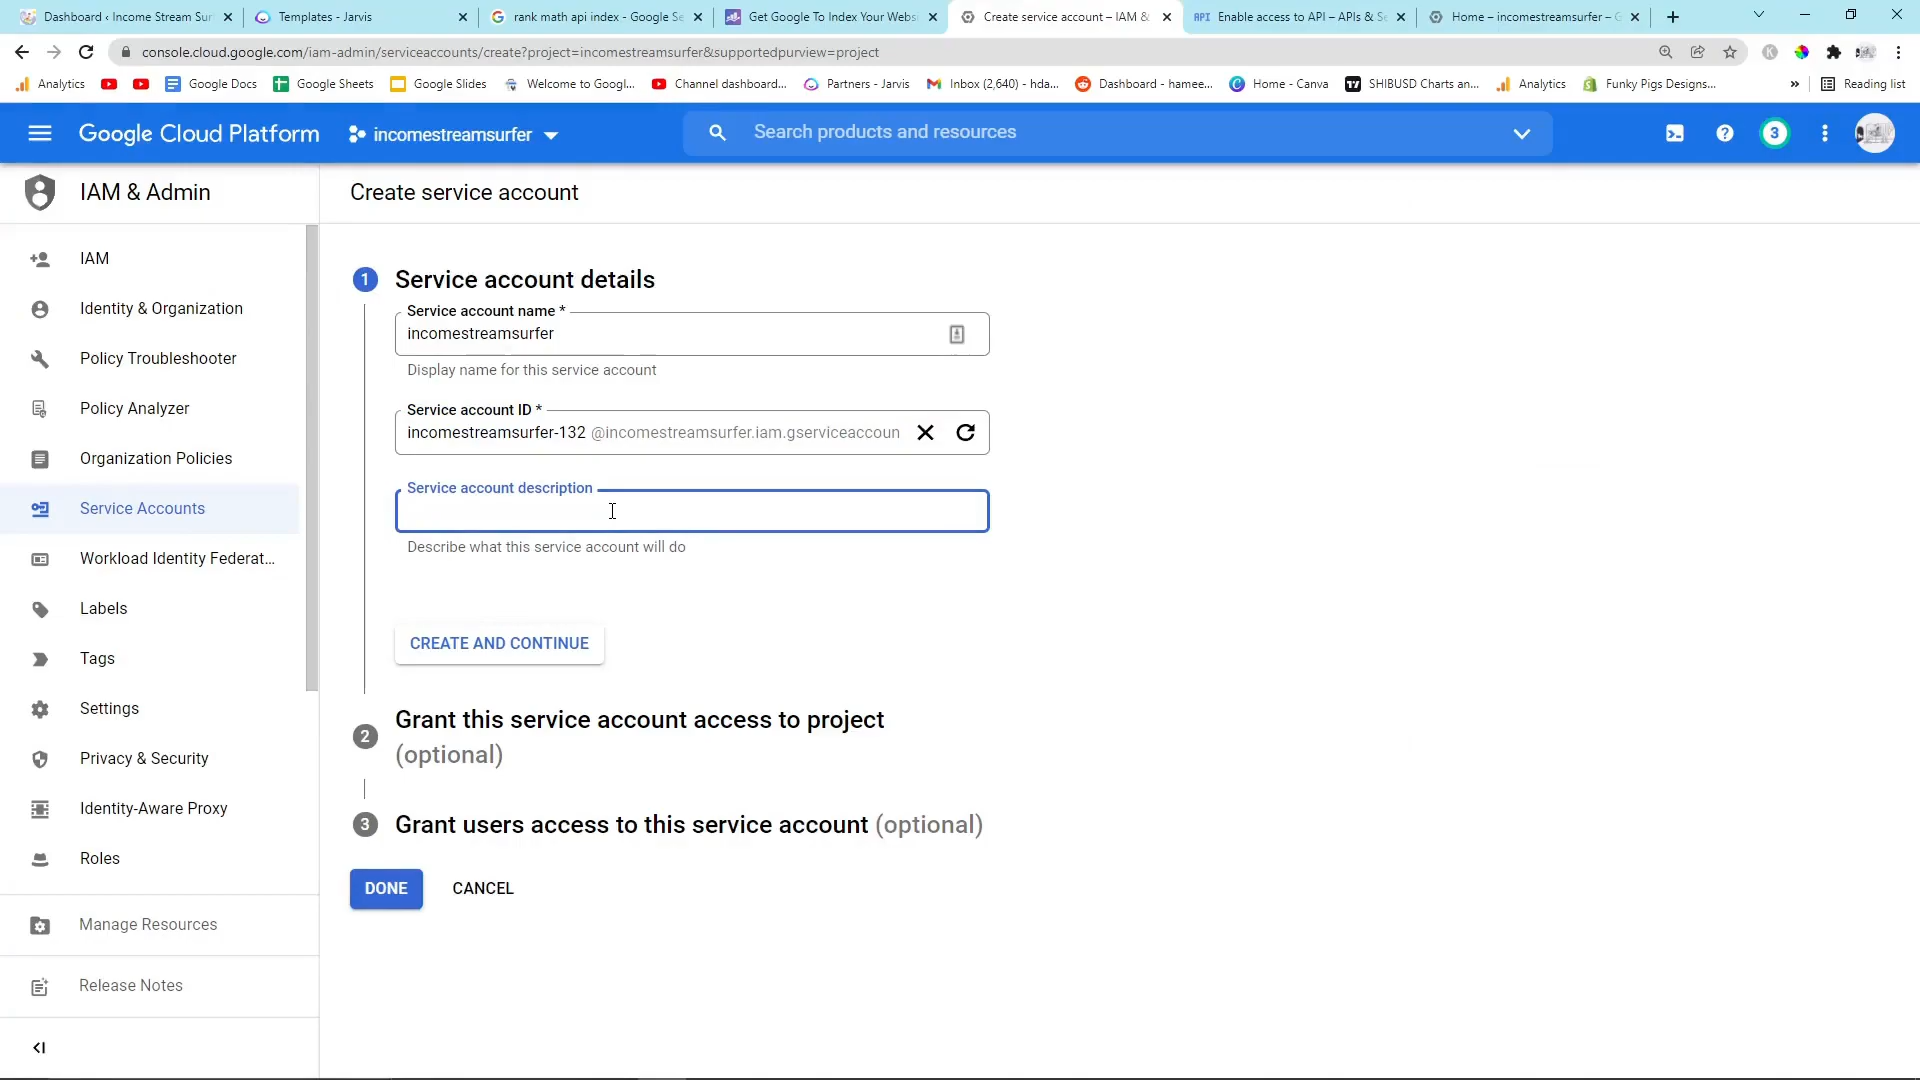 Dashboard ‹ Income Stream Sur
Templates - Jarvis
rank math api index - Google Se
Get Google To Index Your Webs
Create service account – IAM &
API Enable access to API – APIs & Se
Home – incomestreamsurfer – G
console.cloud.google.com/iam-admin/serviceaccounts/create?project=incomestreamsurfer&supportedpurview=project
Analytics
Google Docs
Google Sheets
Google Slides
Welcome to Googl...
Channel dashboard...
Partners - Jarvis
Inbox (2,640) - hda...
Dashboard - hamee...
Home - Canva
SHIBUSD Charts an...
Analytics
Funky Pigs Designs...
»
Reading list
Google Cloud Platform
incomestreamsurfer
Search products and resources
3
IAM & Admin
Create service account
IAM
Identity & Organization
Policy Troubleshooter
Policy Analyzer
Organization Policies
Service Accounts
Workload Identity Federat...
Labels
Tags
Settings
Privacy & Security
Identity-Aware Proxy
Roles
Manage Resources
Release Notes
1 Service account details
Service account name *
incomestreamsurfer
Display name for this service account
Service account ID *
incomestreamsurfer-132 @incomestreamsurfer.iam.gserviceaccoun
Service account description
Describe what this service account will do
CREATE AND CONTINUE
2 Grant this service account access to project
(optional)
3 Grant users access to this service account (optional)
DONE
CANCEL